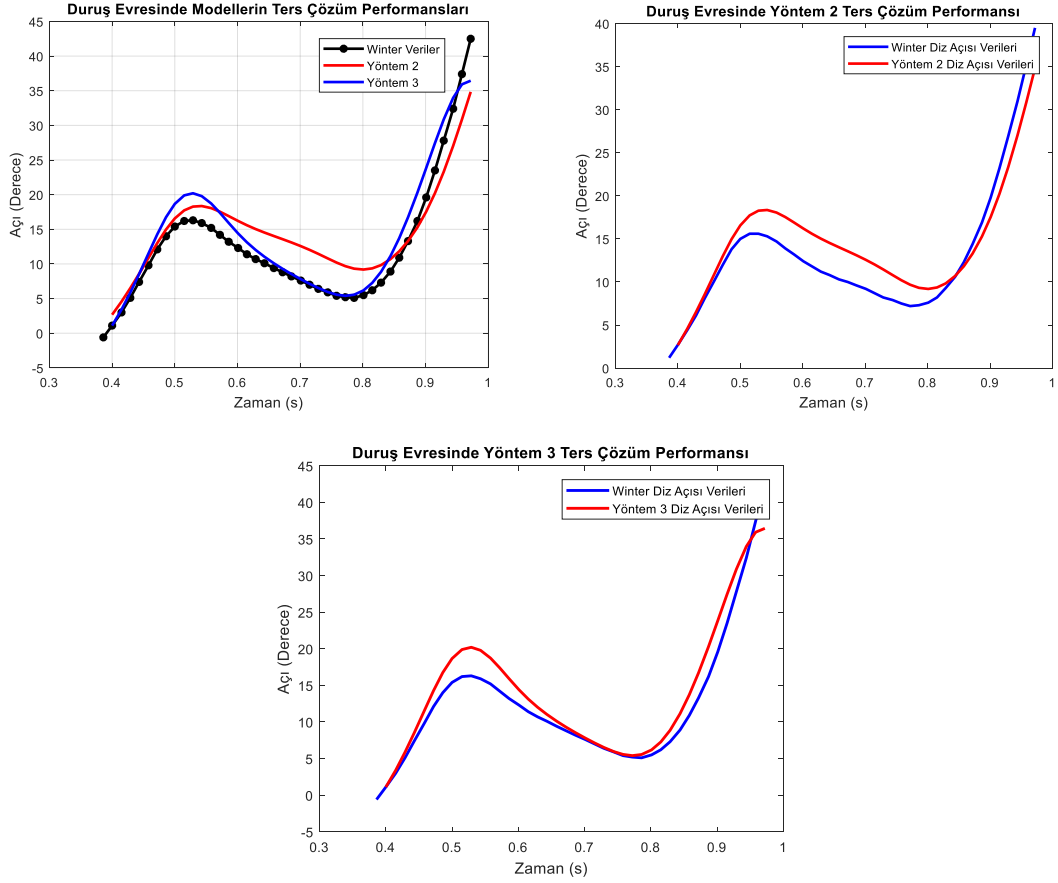 Duruş Evresinde Modellerin Ters Çözüm Performansları
45
40
35
30
25
20
15
10
5
0
-5
Açı (Derece)
Winter Veriler
Yöntem 2
Yöntem 3
0.3 0.4 0.5 0.6 0.7 0.8 0.9 1
Zaman (s)
Duruş Evresinde Yöntem 2 Ters Çözüm Performansı
40
35
30
25
20
15
10
5
0
Açı (Derece)
Winter Diz Açısı Verileri
Yöntem 2 Diz Açısı Verileri
0.3 0.4 0.5 0.6 0.7 0.8 0.9 1
Zaman (s)
Duruş Evresinde Yöntem 3 Ters Çözüm Performansı
45
40
35
30
25
20
15
10
5
0
-5
Açı (Derece)
Winter Diz Açısı Verileri
Yöntem 3 Diz Açısı Verileri
0.3 0.4 0.5 0.6 0.7 0.8 0.9 1
Zaman (s)